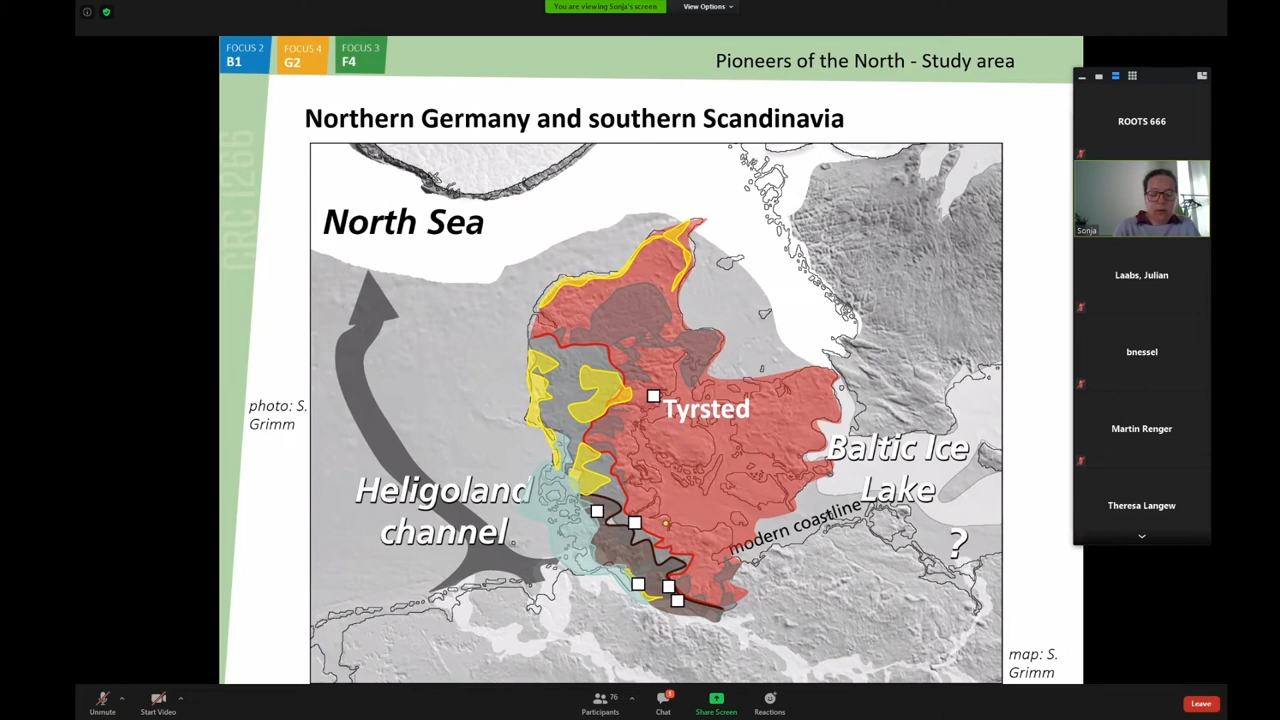 You are viewing Sonja's screen
View Options
FOCUS 2
B1
FOCUS 4
G2
FOCUS 3
F4
Pioneers of the North - Study area
CRC 1266
Northern Germany and southern Scandinavia
North Sea
Tyrsted
Heligoland
channel
Baltic Ice
Lake
modern coastline
?
photo: S.
Grimm
map: S.
Grimm
ROOTS 666
Sonja
Laabs, Julian
bnessel
Martin Renger
Theresa Langew
Unmute
Start Video
76
Participants
1
Chat
Share Screen
Reactions
Leave